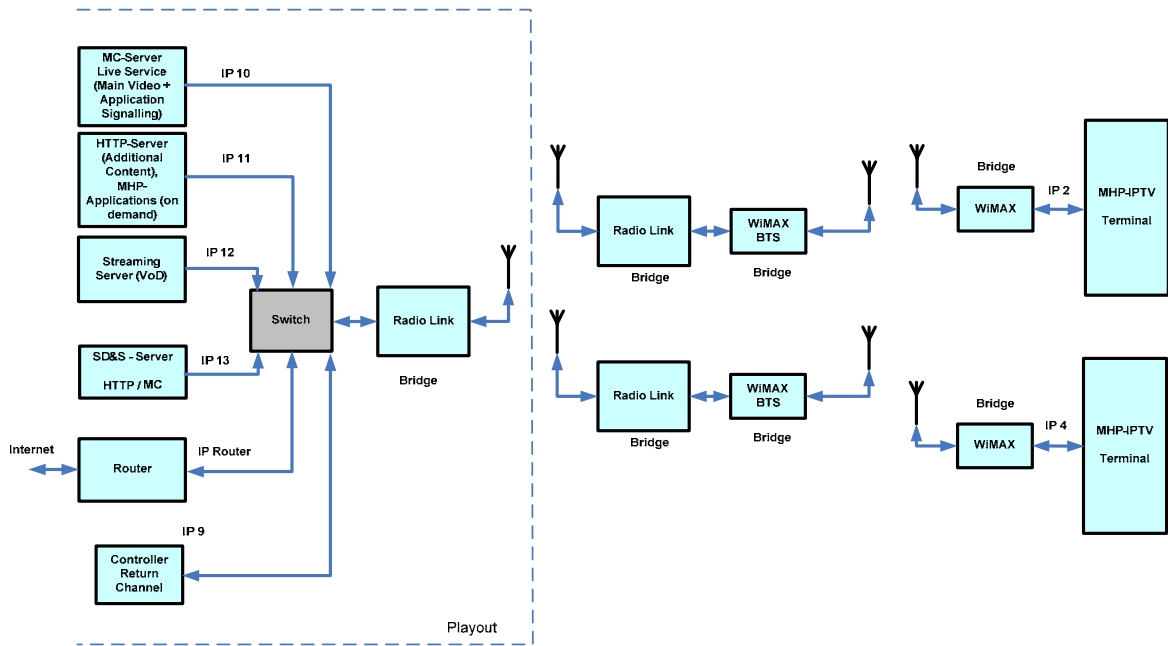 MC-Server
Live Service
(Main Video +
Application
Signalling)
IP 10
HTTP-Server
(Additional
Content),
MHP-
Applications (on
demand)
IP 11
Streaming
Server (VoD)
IP 12
Switch
Radio Link
Bridge
SD&S - Server
HTTP / MC
IP 13
Internet
Router
IP Router
IP 9
Controller
Return
Channel
Playout
Radio Link
Bridge
WiMAX
BTS
Bridge
Bridge
WiMAX
IP 2
MHP-IPTV
Terminal
Radio Link
Bridge
WiMAX
BTS
Bridge
Bridge
WiMAX
IP 4
MHP-IPTV
Terminal